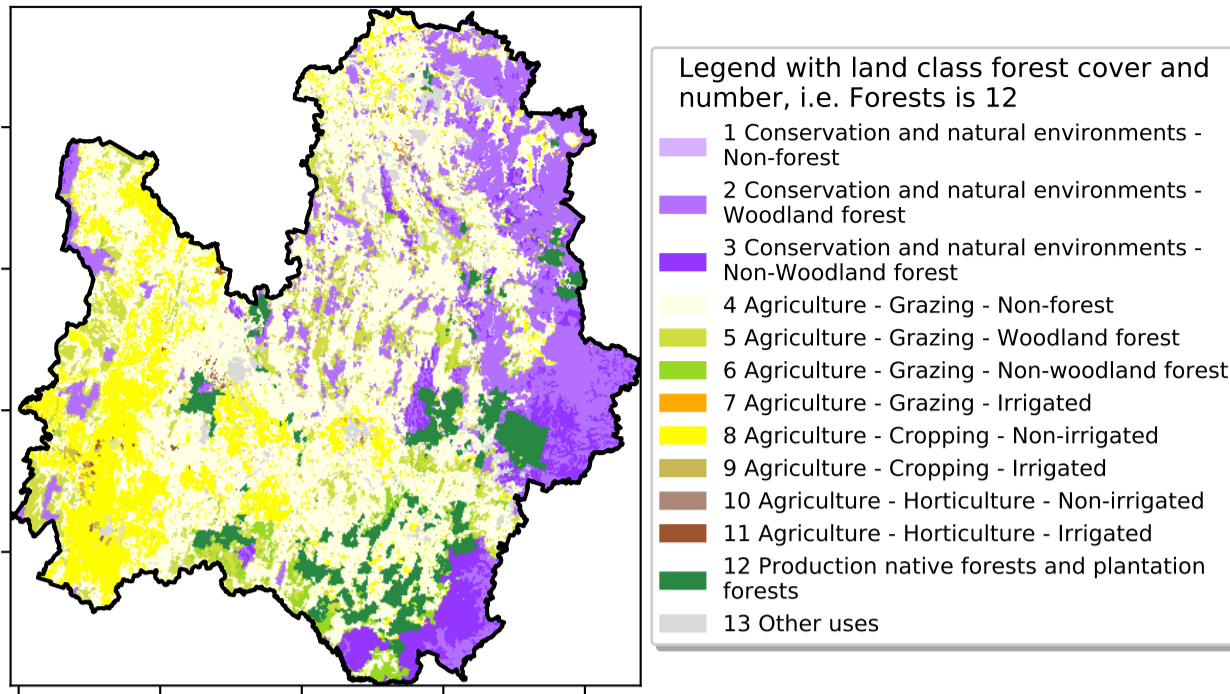 Legend with land class forest cover and
number, i.e. Forests is 12
1 Conservation and natural environments -
Non-forest
2 Conservation and natural environments -
Woodland forest
3 Conservation and natural environments -
Non-Woodland forest
4 Agriculture - Grazing - Non-forest
5 Agriculture - Grazing - Woodland forest
6 Agriculture - Grazing - Non-woodland forest
7 Agriculture - Grazing - Irrigated
8 Agriculture - Cropping - Non-irrigated
9 Agriculture - Cropping - Irrigated
10 Agriculture - Horticulture - Non-irrigated
11 Agriculture - Horticulture - Irrigated
12 Production native forests and plantation
forests
13 Other uses